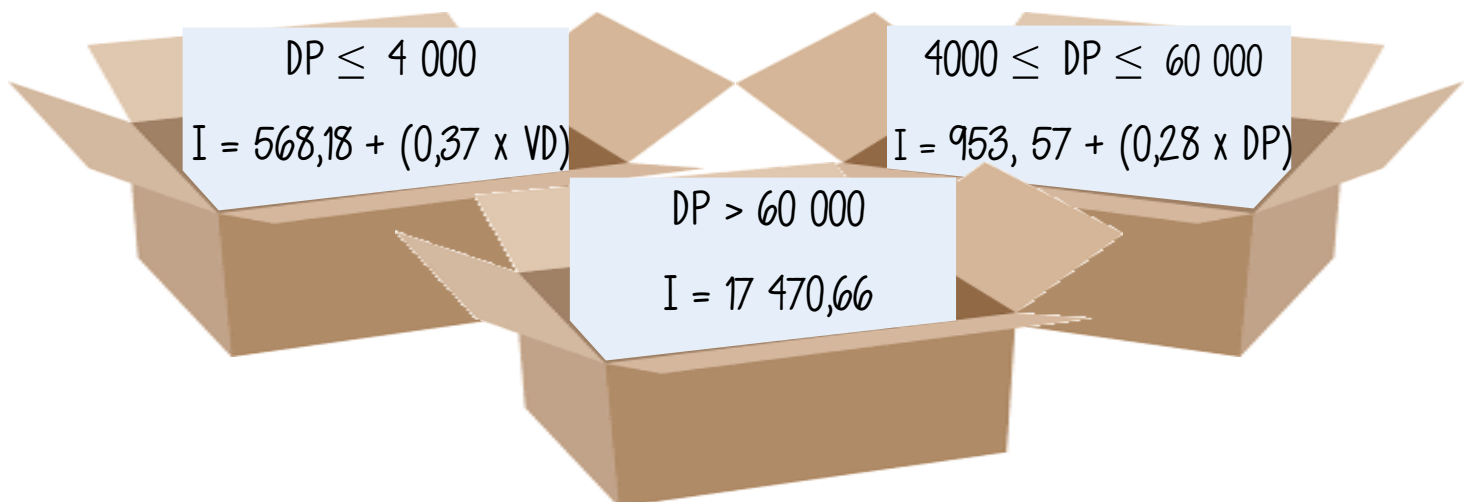 DP ≤ 4 000
I = 568,18 + (0,37 x VD)
4000 ≤ DP ≤ 60 000
I = 953, 57 + (0,28 x DP)
DP > 60 000
I = 17 470,66